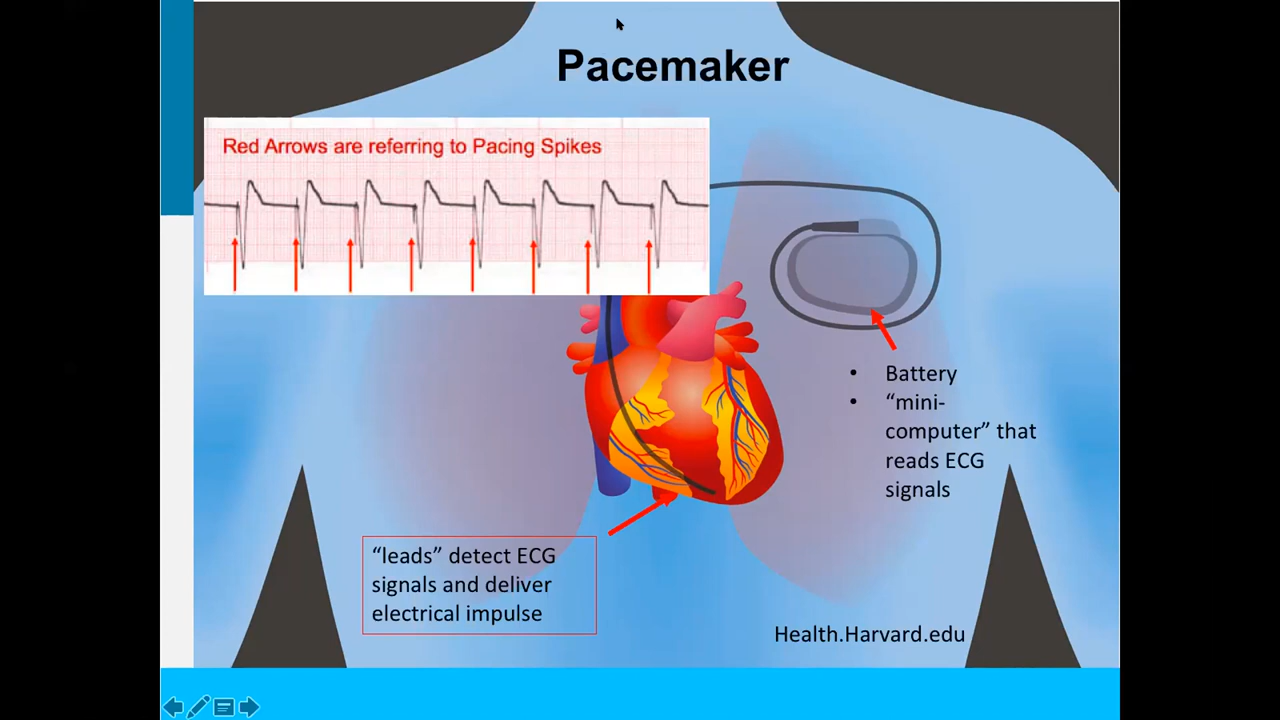 Pacemaker
Red Arrows are referring to Pacing Spikes
• Battery
• “mini-
computer” that
reads ECG
signals
“leads” detect ECG
signals and deliver
electrical impulse
Health.Harvard.edu